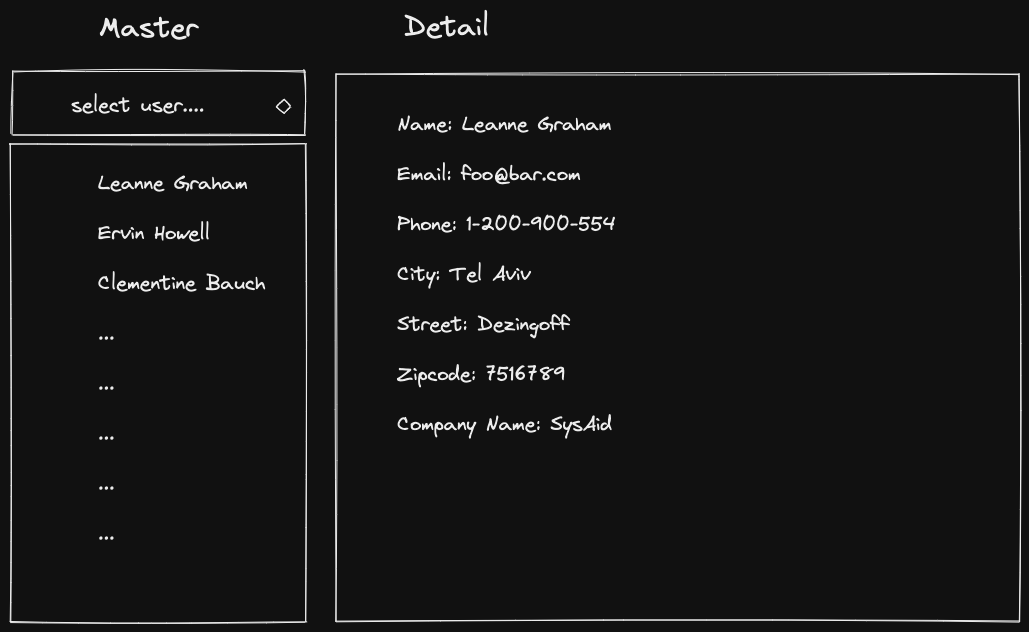 Master
select user....
Leanne Graham
Ervin Howell
Clementine Bauch
...
...
...
...
...
Detail
Name: Leanne Graham
Email: foo@bar.com
Phone: 1-200-900-554
City: Tel Aviv
Street: Dezingoff
Zipcode: 7516789
Company Name: SysAid